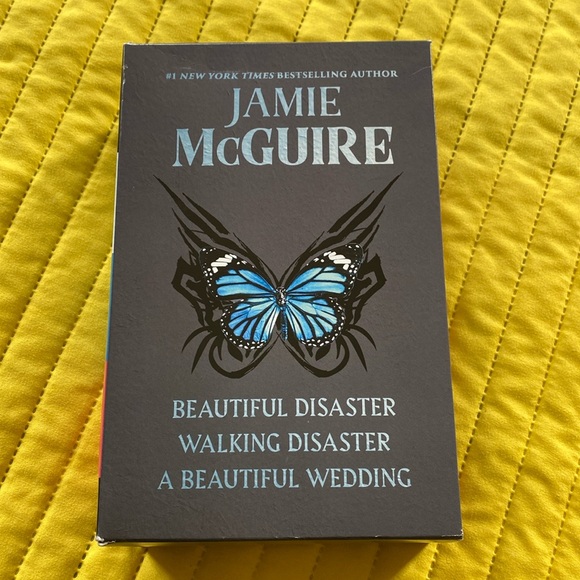 #1 NEW YORK TIMES BESTSELLING AUTHOR
JAMIE
McGUIRE
BEAUTIFUL DISASTER
WALKING DISASTER
A BEAUTIFUL WEDDING